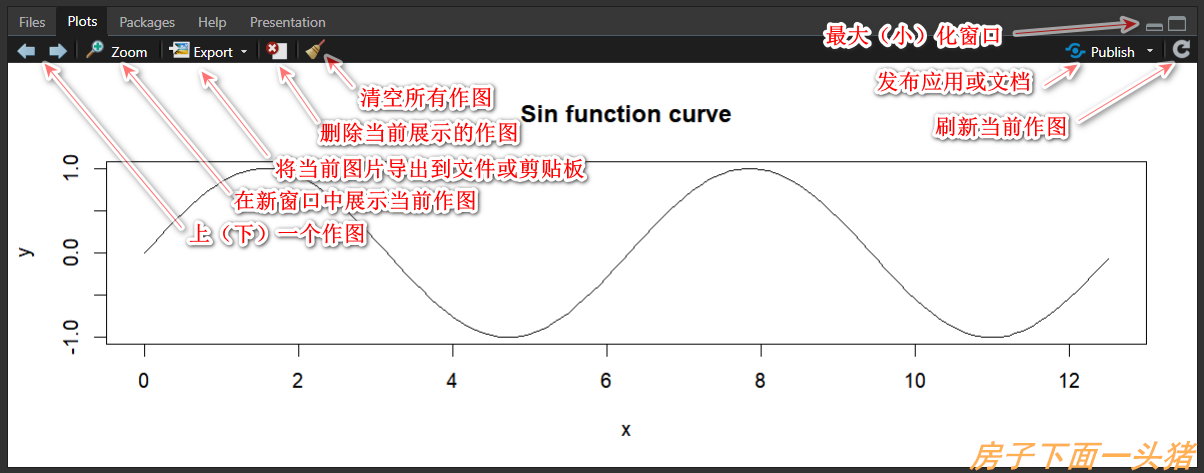 Files Plots Packages Help Presentation
最大（小）化窗口
Zoom Export Publish
清空所有作图
发布应用或文档
Sin function curve
删除当前展示的作图
刷新当前作图
将当前图片导出到文件或剪贴板
在新窗口中展示当前作图
上（下）一个作图
y
1.0
0.0
-1.0
0 2 4 6 8 10 12
x
房子下面一头猪